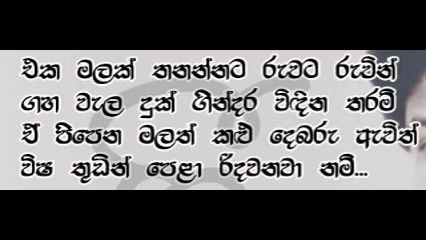 එක මලක් තනන්නට රුවට රුවින්
ගහ වැල දුක් ගින්දර විඳින තරම්
ඒ පිපෙන මලත් කළු දෙබරු ඇවිත්
විෂ තුඩින් පෙළා රිදවනවා නම්...